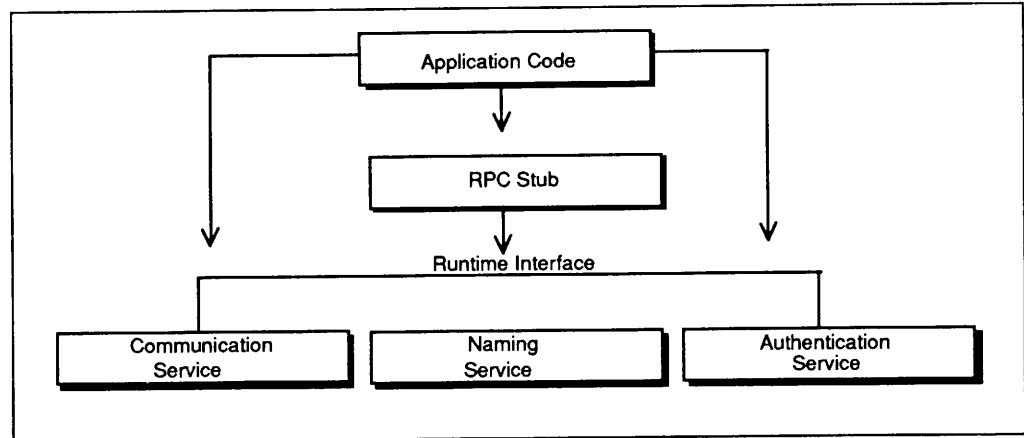 Application Code
RPC Stub
Runtime Interface
Communication
Service
Naming
Service
Authentication
Service